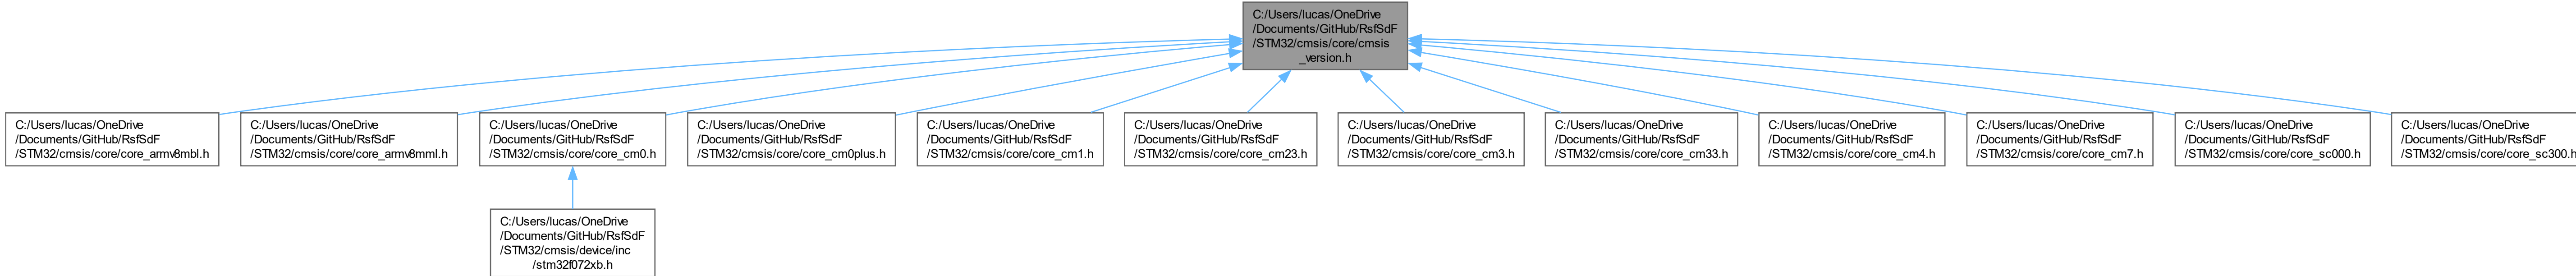 C:/Users/lucas/OneDrive
/Documents/GitHub/RsfSdF
/STM32/cmsis/core/cmsis
_version.h
C:/Users/lucas/OneDrive
/Documents/GitHub/RsfSdF
/STM32/cmsis/core/core_armv8mbl.h
C:/Users/lucas/OneDrive
/Documents/GitHub/RsfSdF
/STM32/cmsis/core/core_armv8mml.h
C:/Users/lucas/OneDrive
/Documents/GitHub/RsfSdF
/STM32/cmsis/core/core_cm0.h
C:/Users/lucas/OneDrive
/Documents/GitHub/RsfSdF
/STM32/cmsis/core/core_cm0plus.h
C:/Users/lucas/OneDrive
/Documents/GitHub/RsfSdF
/STM32/cmsis/core/core_cm1.h
C:/Users/lucas/OneDrive
/Documents/GitHub/RsfSdF
/STM32/cmsis/core/core_cm23.h
C:/Users/lucas/OneDrive
/Documents/GitHub/RsfSdF
/STM32/cmsis/core/core_cm3.h
C:/Users/lucas/OneDrive
/Documents/GitHub/RsfSdF
/STM32/cmsis/core/core_cm33.h
C:/Users/lucas/OneDrive
/Documents/GitHub/RsfSdF
/STM32/cmsis/core/core_cm4.h
C:/Users/lucas/OneDrive
/Documents/GitHub/RsfSdF
/STM32/cmsis/core/core_cm7.h
C:/Users/lucas/OneDrive
/Documents/GitHub/RsfSdF
/STM32/cmsis/core/core_sc000.h
C:/Users/lucas/OneDrive
/Documents/GitHub/RsfSdF
/STM32/cmsis/core/core_sc300.h
C:/Users/lucas/OneDrive
/Documents/GitHub/RsfSdF
/STM32/cmsis/device/inc
/stm32f072xb.h